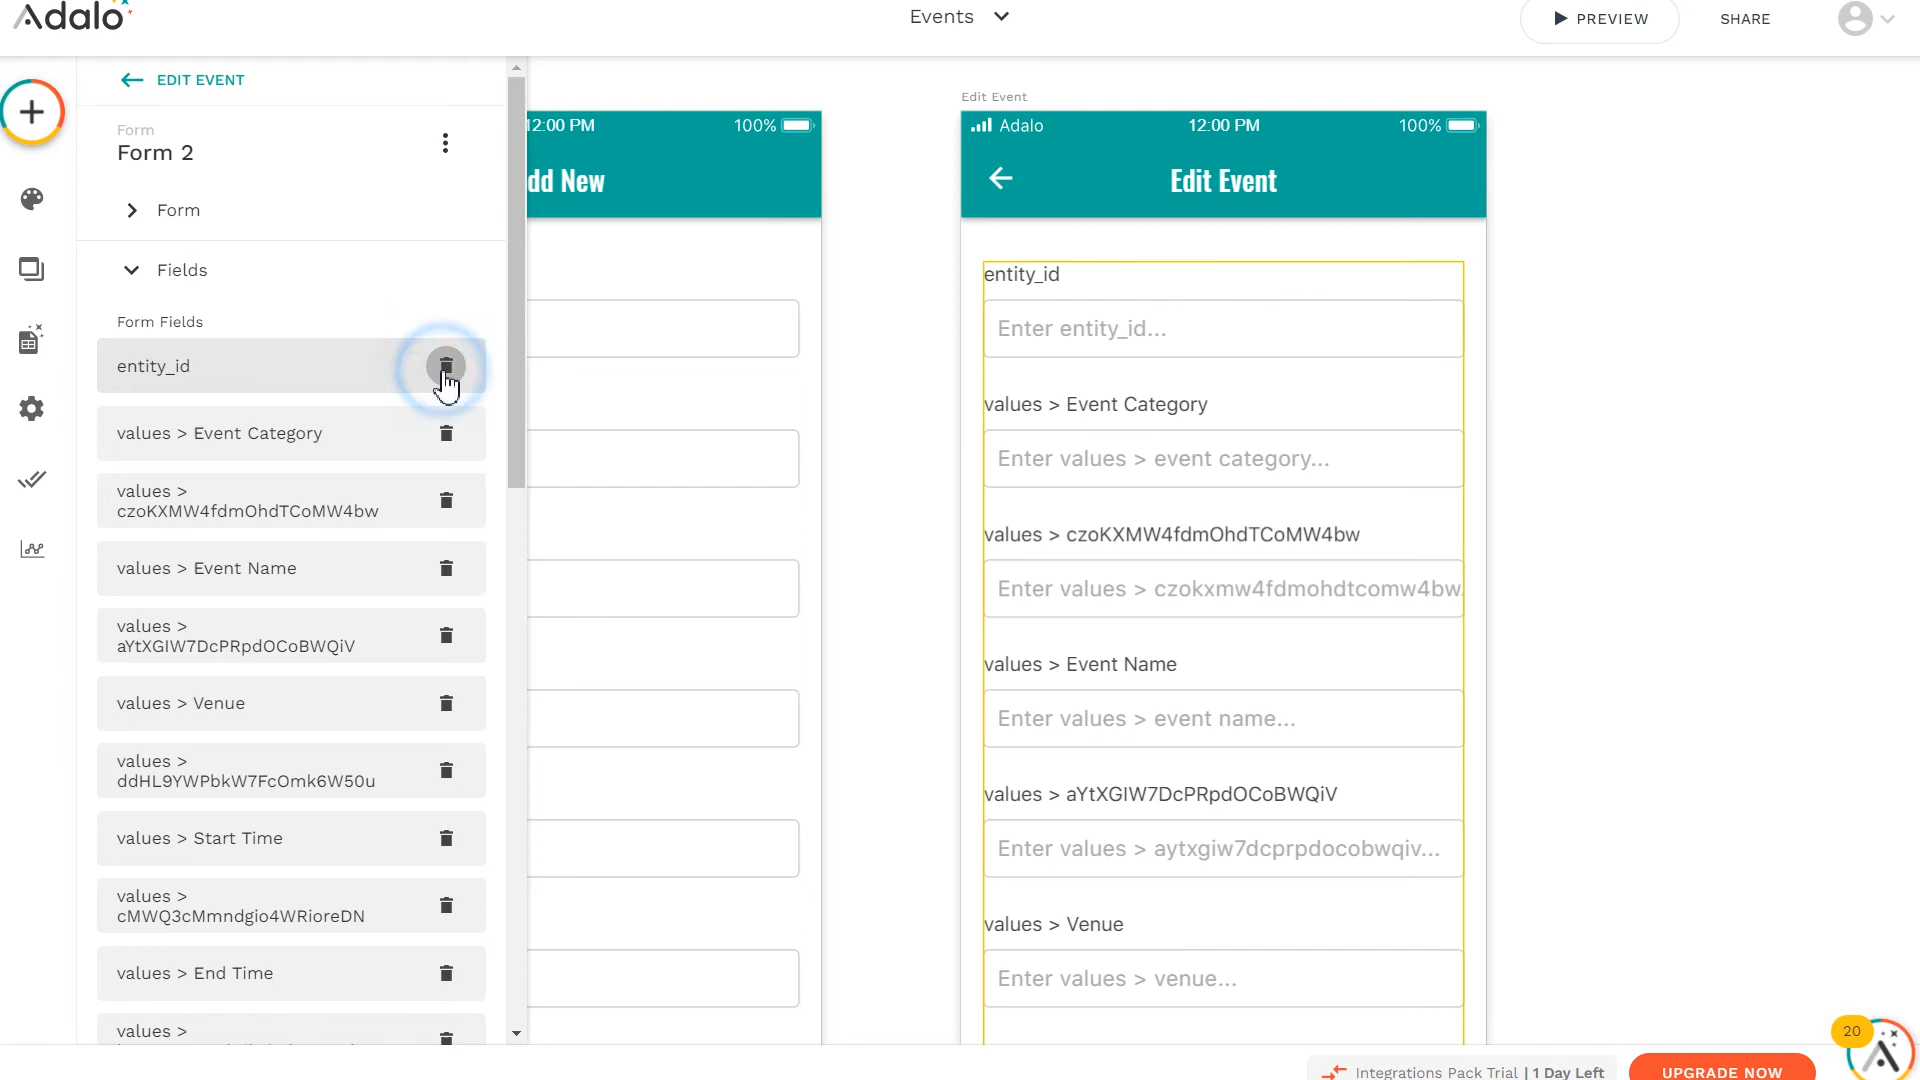 Adalo
Events
PREVIEW
SHARE
EDIT EVENT
Form
Form 2
Form
Fields
Form Fields
entity_id
values > Event Category
values >
czoKXMW4fdmOhdTCoMW4bw
values > Event Name
values >
aYtXGIW7DcPRpdOCoBWQiV
values > Venue
values >
ddHL9YWPbkW7FcOmk6W50u
values > Start Time
values >
cMWQ3cMmndgio4WRioreDN
values > End Time
values >
12:00 PM
100%
dd New
Edit Event
Adalo
12:00 PM
100%
Edit Event
entity_id
Enter entity_id...
values > Event Category
Enter values > event category...
values > czoKXMW4fdmOhdTCoMW4bw
Enter values > czokxmw4fdmohdtcomw4bw.
values > Event Name
Enter values > event name...
values > aYtXGIW7DcPRpdOCoBWQiV
Enter values > aytxgiw7dcprpdocobwqiv...
values > Venue
Enter values > venue...
20
Integrations Pack Trial | 1 Day Left
UPGRADE NOW